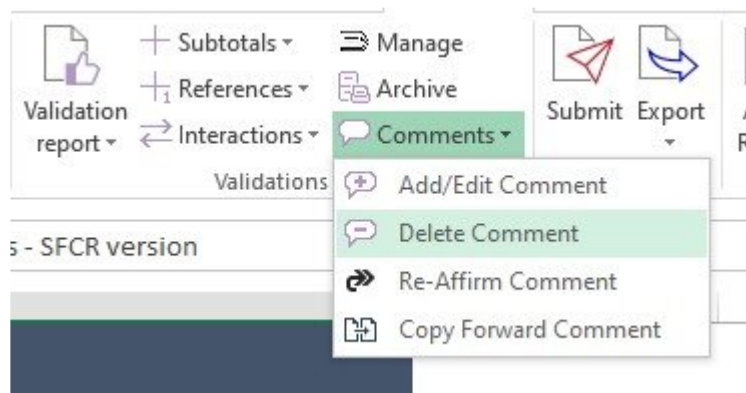 Validation
report
Subtotals
References
Interactions
Manage
Archive
Comments
Validations
Submit
Export
Add/Edit Comment
Delete Comment
Re-Affirm Comment
Copy Forward Comment
- SFCR version